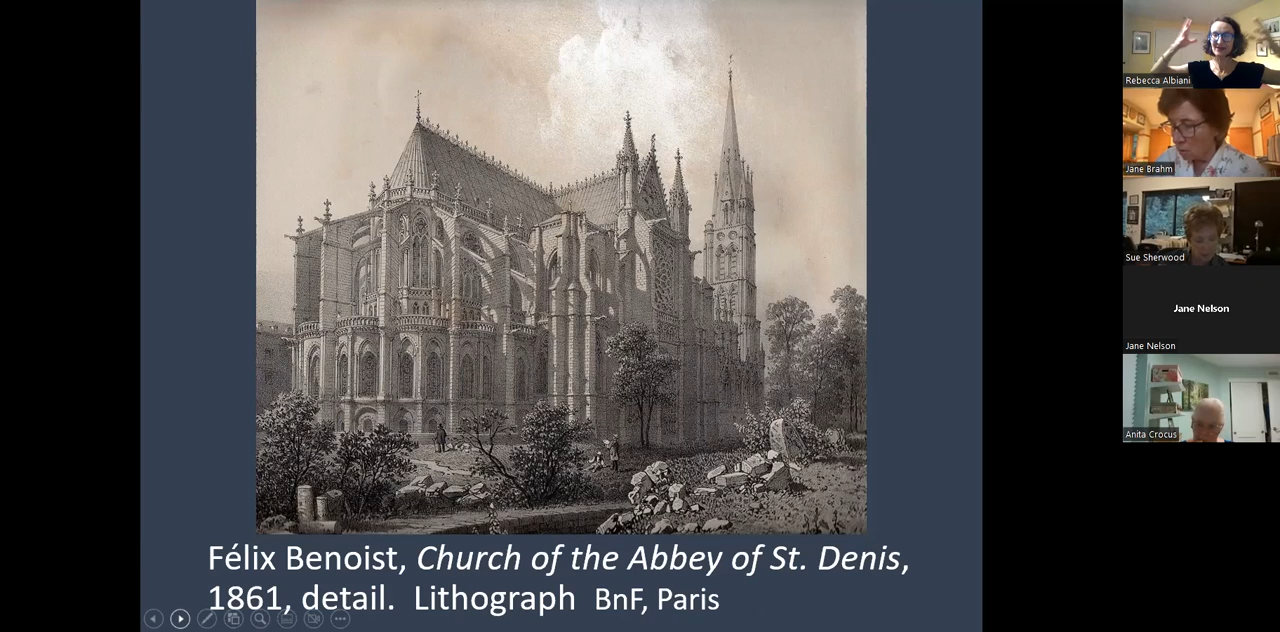 Félix Benoist, Church of the Abbey of St. Denis,
1861, detail. Lithograph BnF, Paris
Rebecca Albiani
Jane Brahm
Sue Sherwood
Jane Nelson
Jane Nelson
Anita Crocus